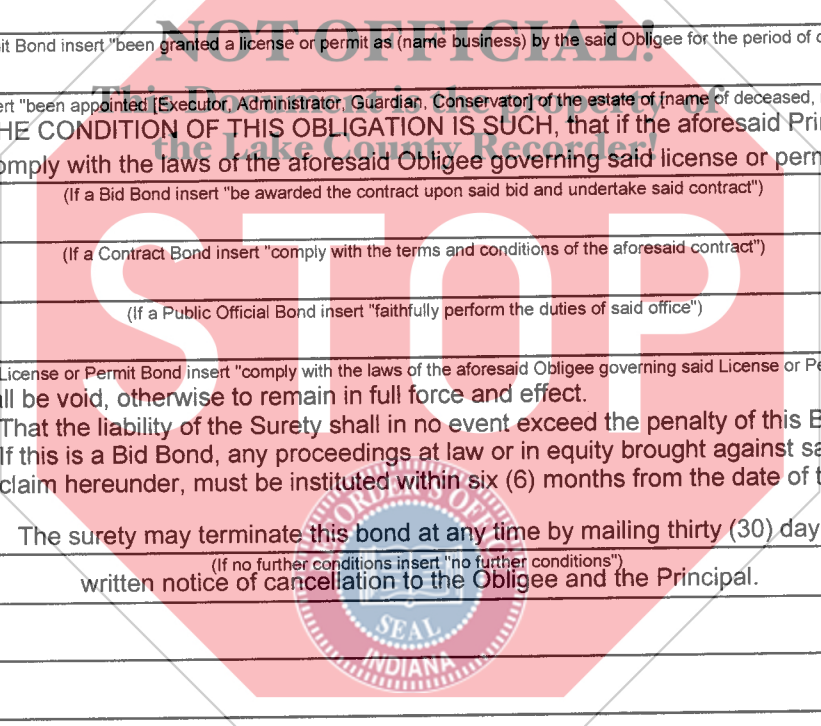 NOT OFFICIAL!
it Bond insert "been granted a license or permit as (name business) by the said Obligee for the period of
This Document is the property of
ert "been appointed [Executor, Administrator, Guardian, Conservator] of the estate of [name of deceased,
HE CONDITION OF THIS OBLIGATION IS SUCH, that if the aforesaid Pri
the Lake County Recorder!
omply with the laws of the aforesaid Obligee governing said license or perm
(If a Bid Bond insert "be awarded the contract upon said bid and undertake said contract")
STOP
(If a Contract Bond insert "comply with the terms and conditions of the aforesaid contract")
(If a Public Official Bond insert "faithfully perform the duties of said office")
License or Permit Bond insert "comply with the laws of the aforesaid Obligee governing said License or Pe
ll be void, otherwise to remain in full force and effect.
That the liability of the Surety shall in no event exceed the penalty of this B
If this is a Bid Bond, any proceedings at law or in equity brought against sa
claim hereunder, must be instituted within six (6) months from the date of t
RECORDER'S OFFICE
The surety may terminate this bond at any time by mailing thirty (30) day
(If no further conditions insert "no further conditions")
written notice of cancellation to the Obligee and the Principal.
SEAL
INDIANA